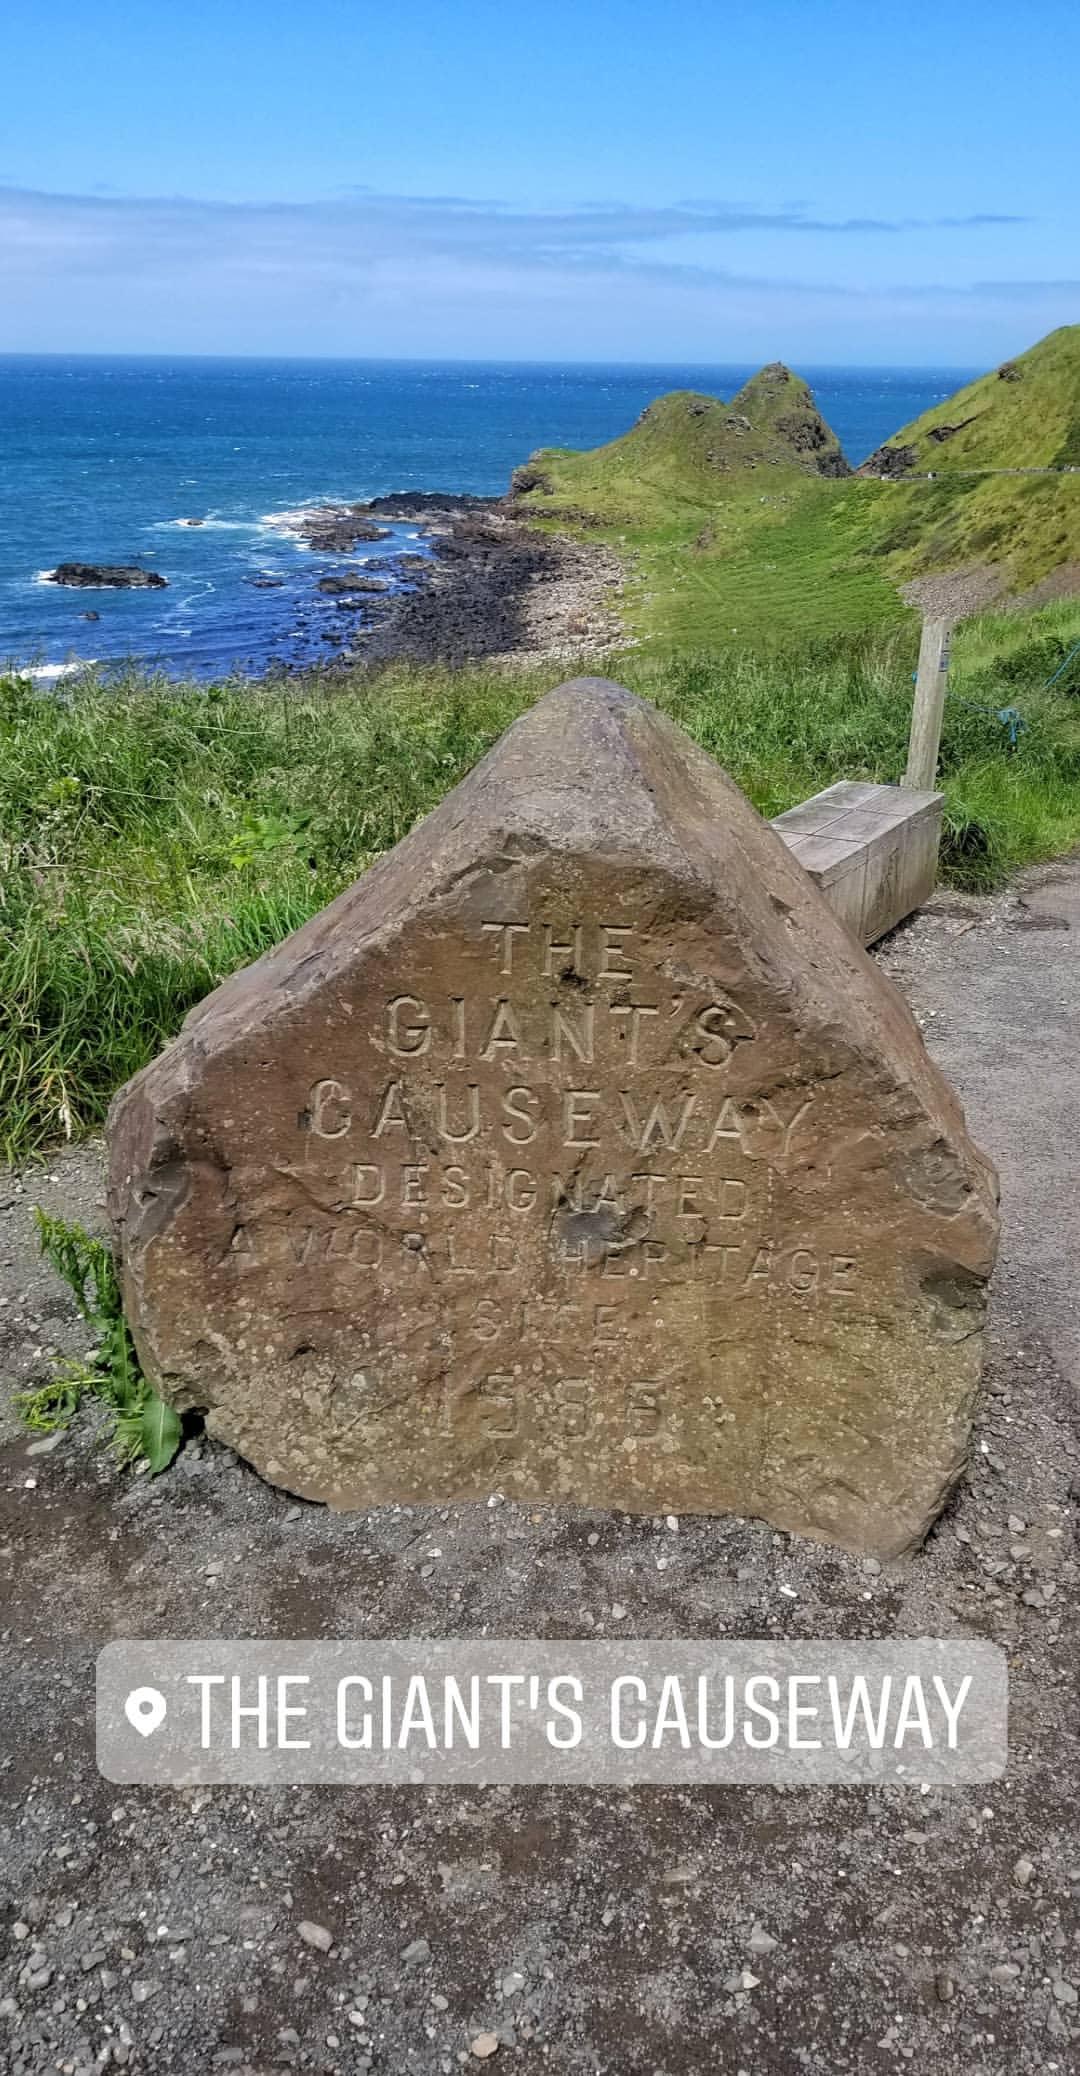 THE
GIANT'S
CAUSEWAY
DESIGNATED
A WORLD HERITAGE
SITE
1986
THE GIANT'S CAUSEWAY